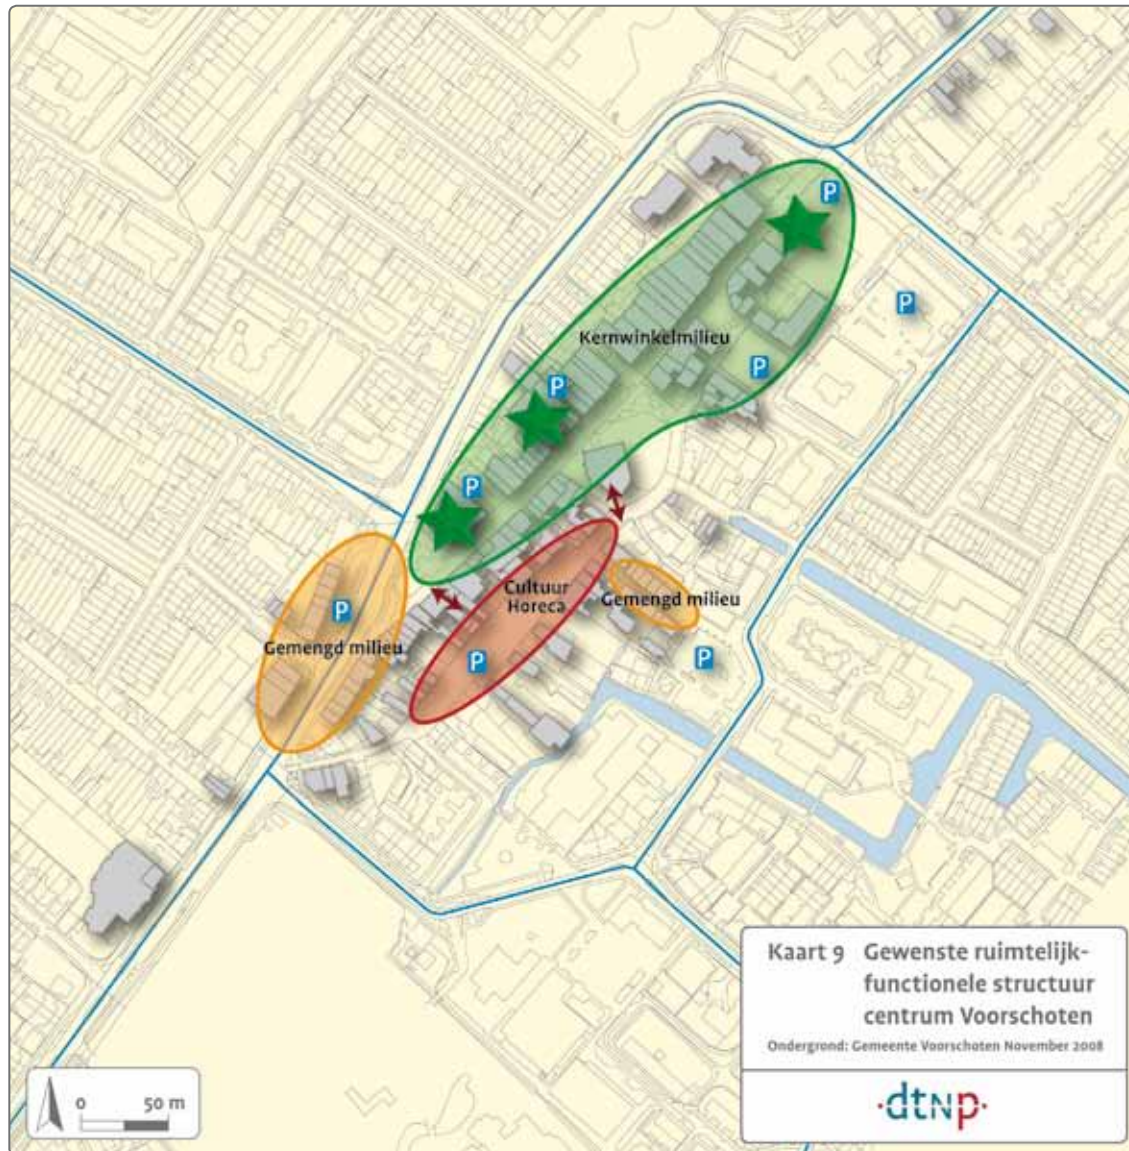 P
P
Kernwinkelmilieu
P
P
P
Cultuur
Horeca
Gemengd milieu
P
Gemengd milieu
P
P
Kaart 9 Gewenste ruimtelijk-
functionele structuur
centrum Voorschoten
Ondergrond: Gemeente Voorschoten November 2008
0 50 m
·dtnp·